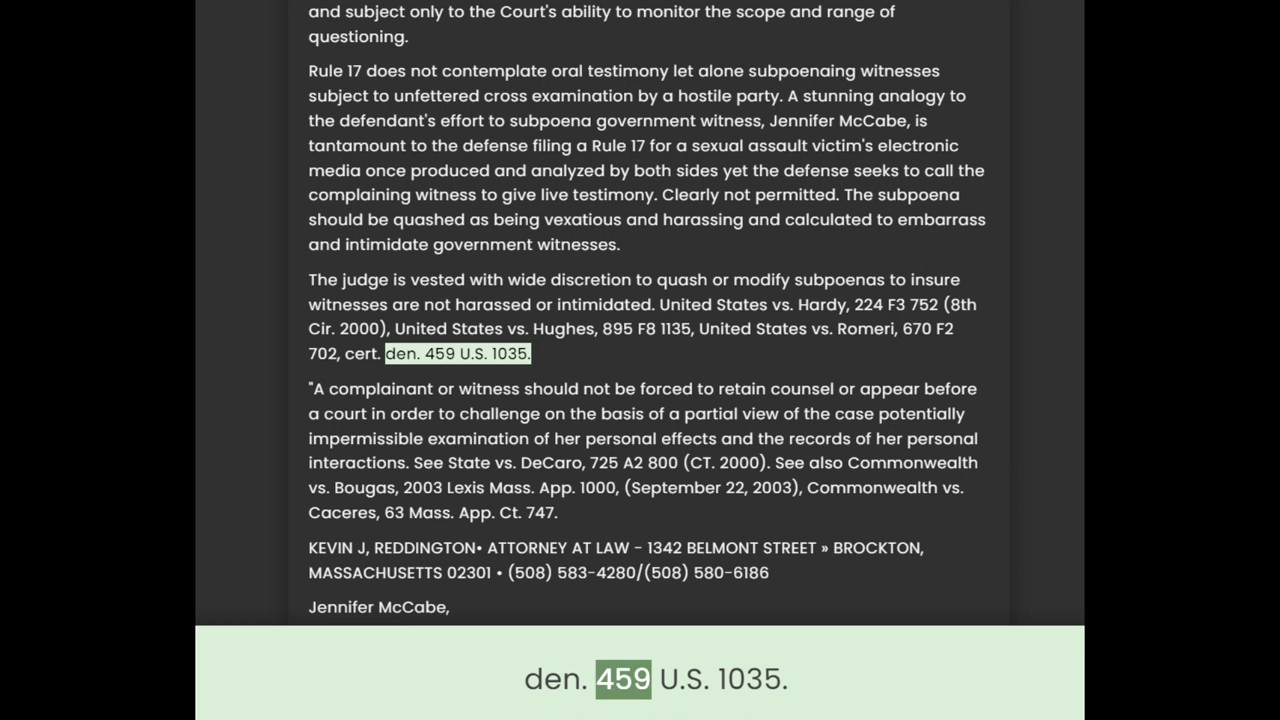 and subject only to the Court's ability to monitor the scope and range of
questioning.
Rule 17 does not contemplate oral testimony let alone subpoenaing witnesses
subject to unfettered cross examination by a hostile party. A stunning analogy to
the defendant's effort to subpoena government witness, Jennifer McCabe, is
tantamount to the defense filing a Rule 17 for a sexual assault victim's electronic
media once produced and analyzed by both sides yet the defense seeks to call the
complaining witness to give live testimony. Clearly not permitted. The subpoena
should be quashed as being vexatious and harassing and calculated to embarrass
and intimidate government witnesses.
The judge is vested with wide discretion to quash or modify subpoenas to insure
witnesses are not harassed or intimidated. United States vs. Hardy, 224 F3 752 (8th
Cir. 2000), United States vs. Hughes, 895 F8 1135, United States vs. Romeri, 670 F2
702, cert. den. 459 U.S. 1035.
"A complainant or witness should not be forced to retain counsel or appear before
a court in order to challenge on the basis of a partial view of the case potentially
impermissible examination of her personal effects and the records of her personal
interactions. See State vs. DeCaro, 725 A2 800 (CT. 2000). See also Commonwealth
vs. Bougas, 2003 Lexis Mass. App. 1000, (September 22, 2003), Commonwealth vs.
Caceres, 63 Mass. App. Ct. 747.
KEVIN J, REDDINGTON• ATTORNEY AT LAW - 1342 BELMONT STREET » BROCKTON,
MASSACHUSETTS 02301 • (508) 583-4280/(508) 580-6186
Jennifer McCabe,
den. 459 U.S. 1035.